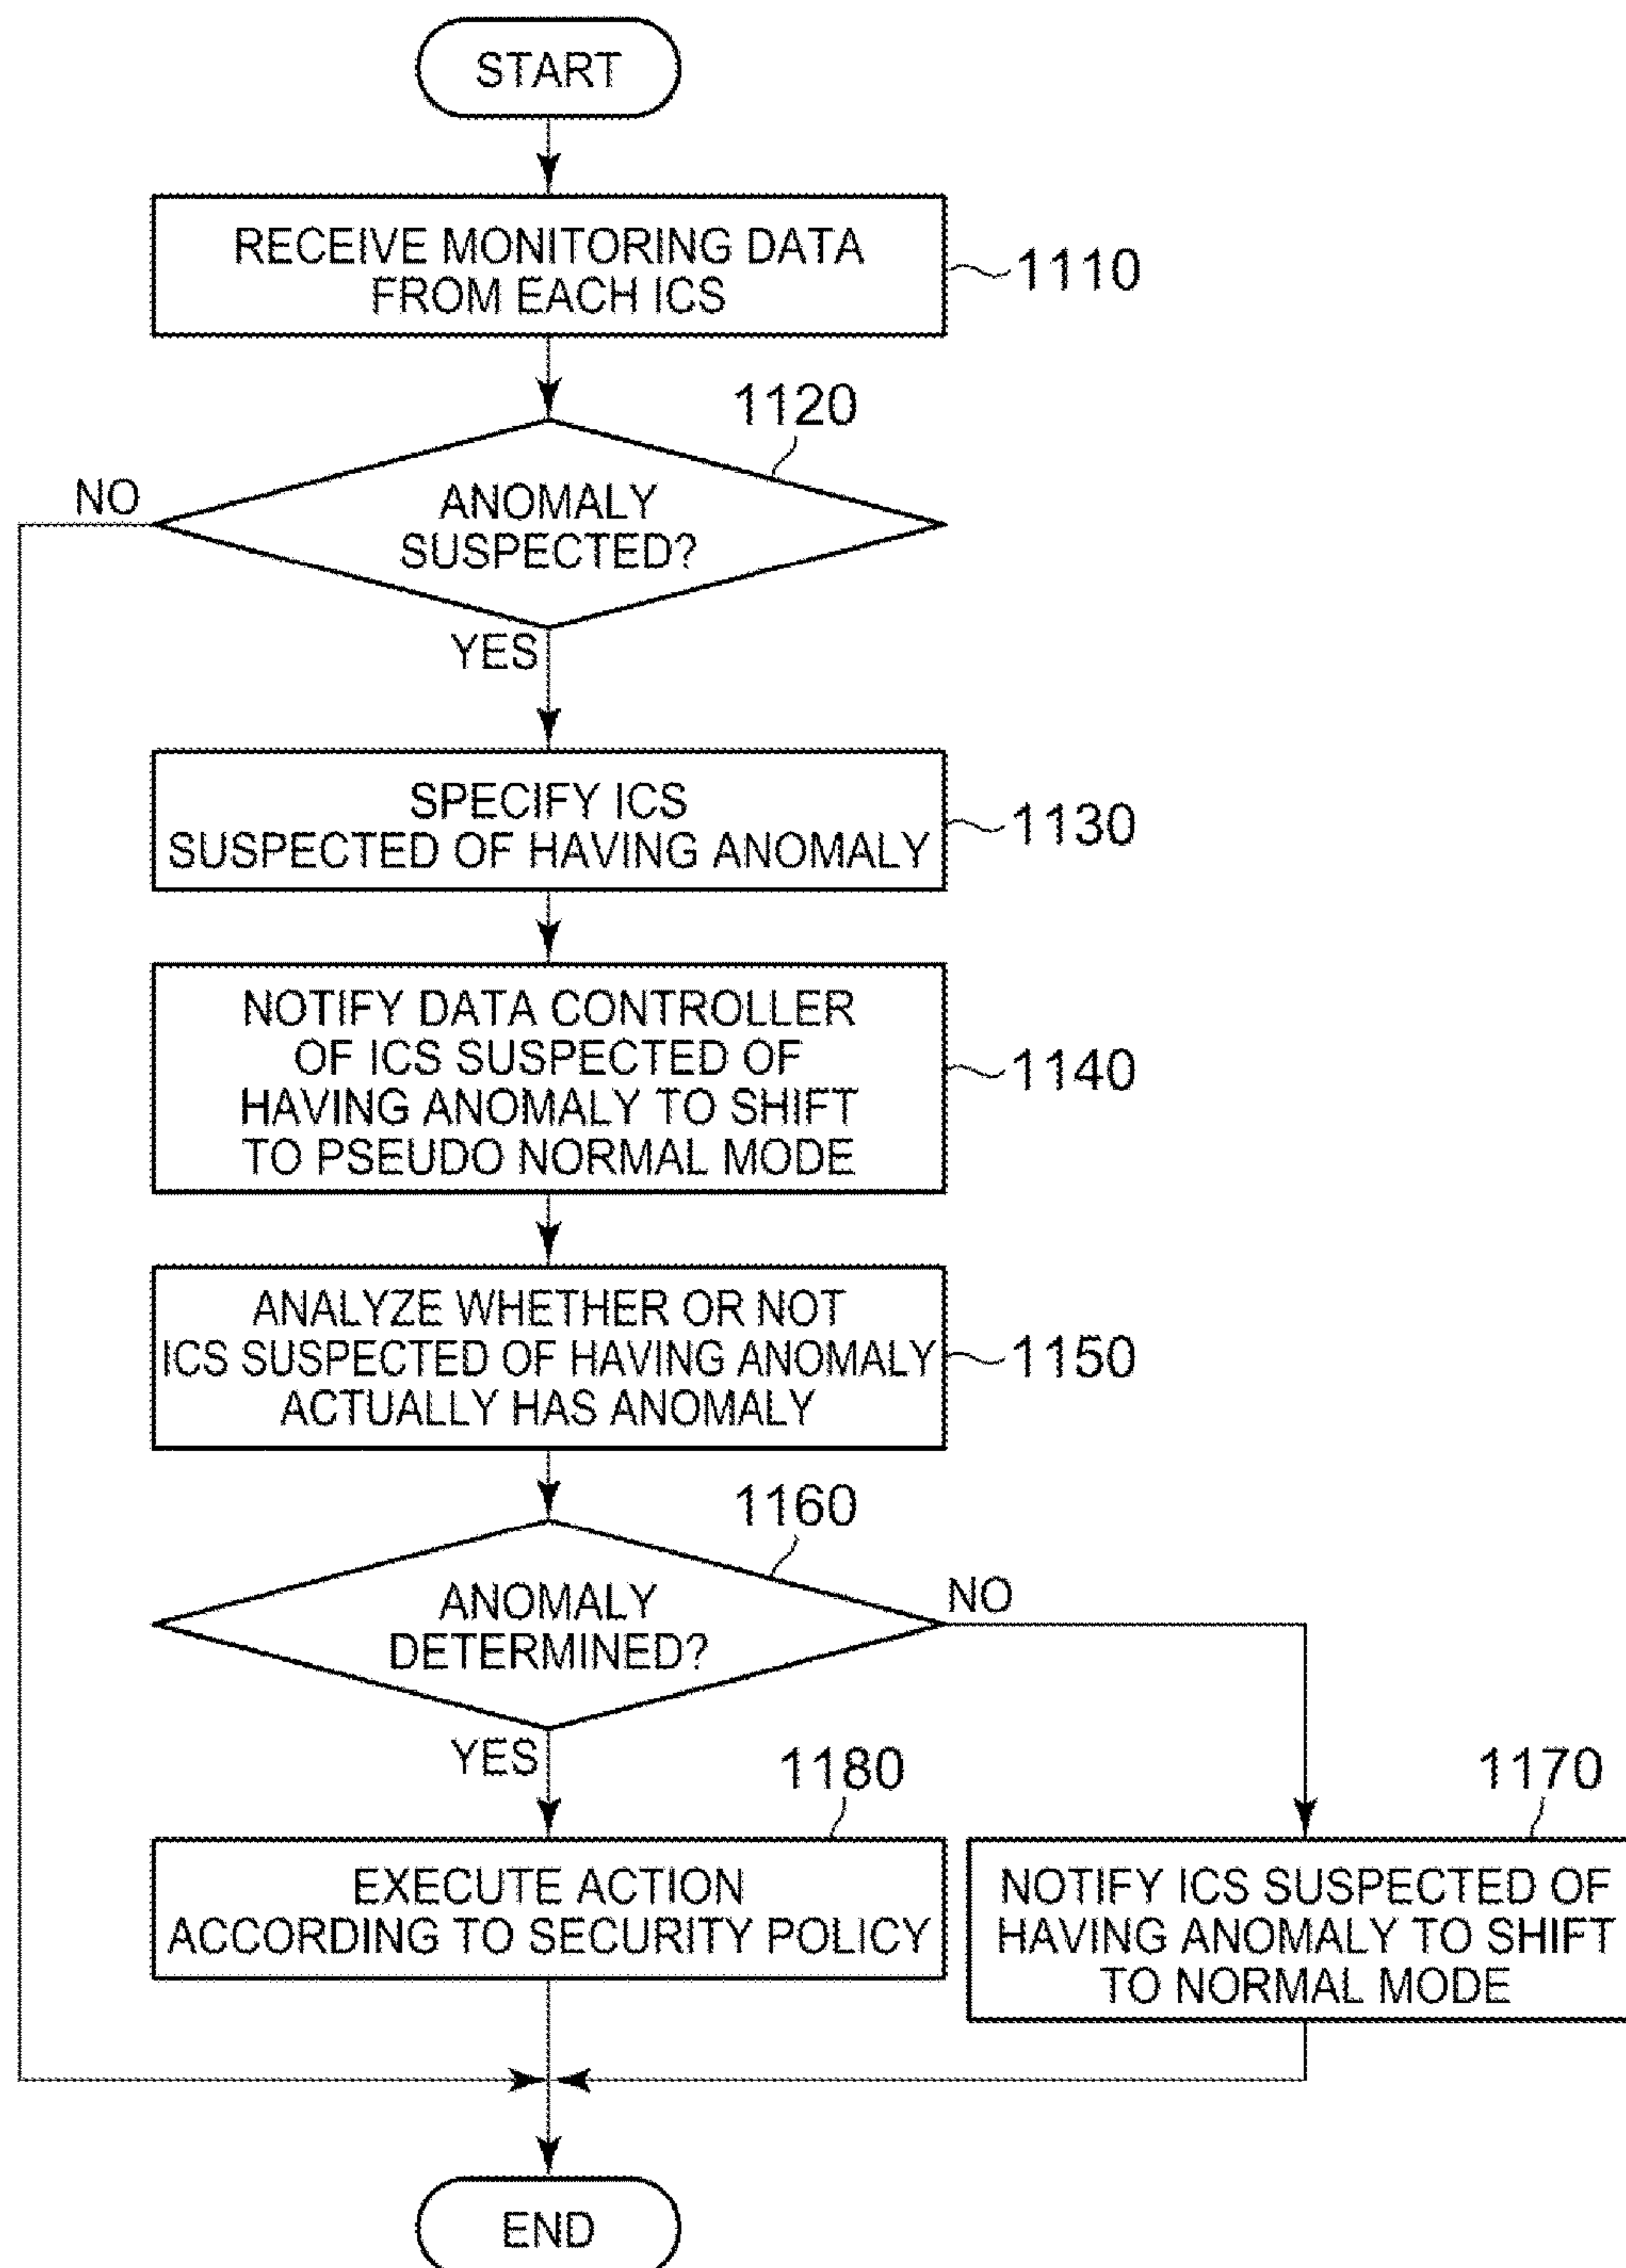 START
RECEIVE MONITORING DATA
FROM EACH ICS
1110
1120
NO
ANOMALY
SUSPECTED?
YES
SPECIFY ICS
SUSPECTED OF HAVING ANOMALY
1130
NOTIFY DATA CONTROLLER
OF ICS SUSPECTED OF
HAVING ANOMALY TO SHIFT
TO PSEUDO NORMAL MODE
1140
ANALYZE WHETHER OR NOT
ICS SUSPECTED OF HAVING ANOMALY
ACTUALLY HAS ANOMALY
1150
1160
ANOMALY
DETERMINED?
NO
YES
1180
EXECUTE ACTION
ACCORDING TO SECURITY POLICY
1170
NOTIFY ICS SUSPECTED OF
HAVING ANOMALY TO SHIFT
TO NORMAL MODE
END